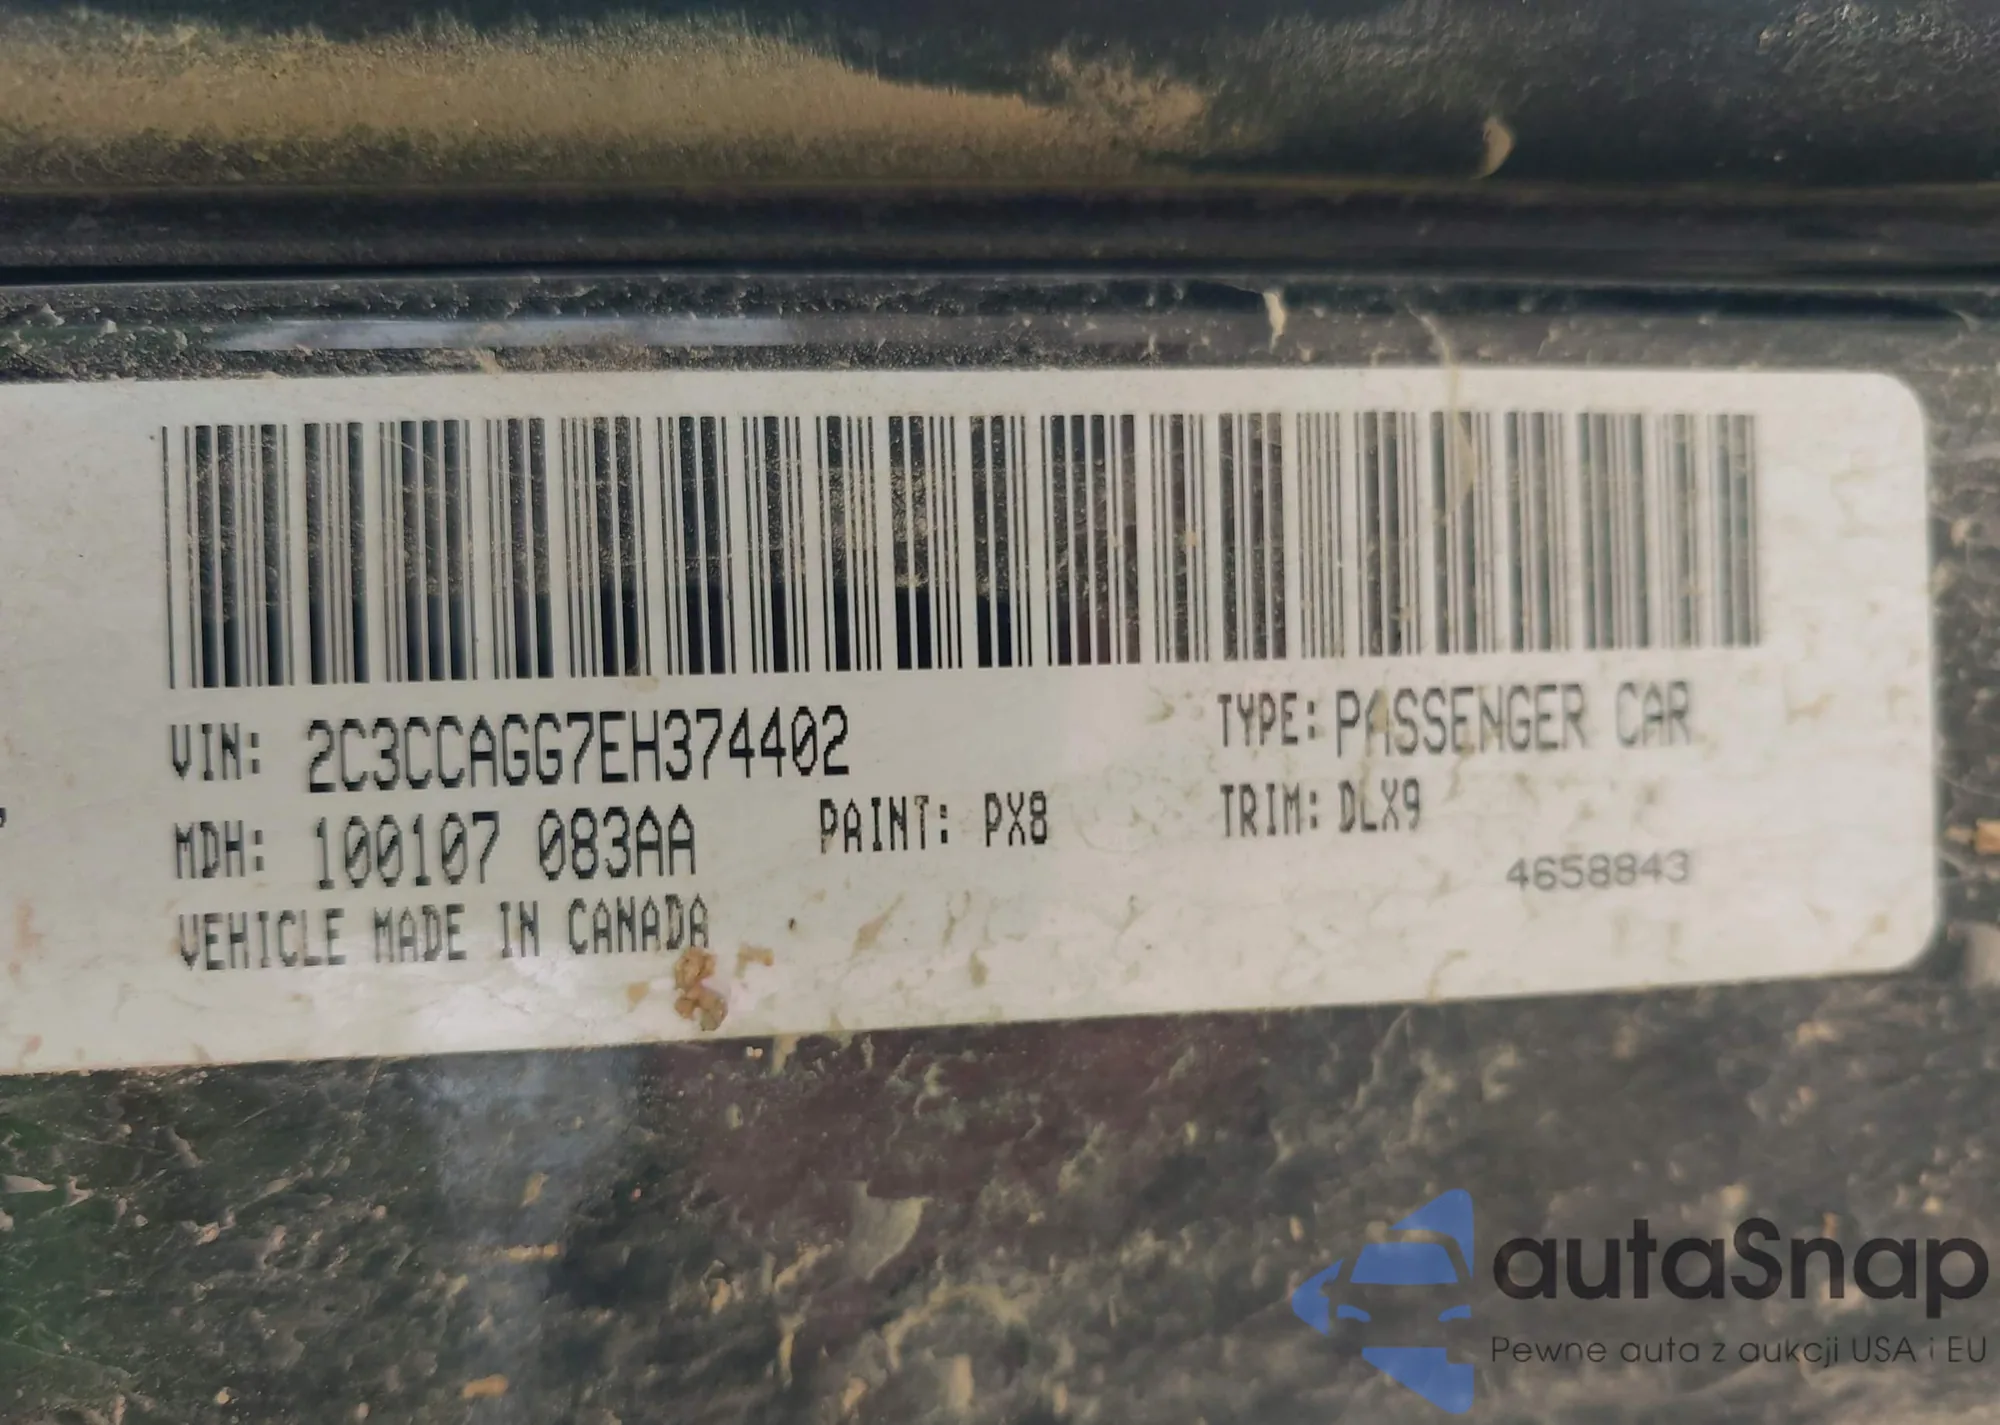 VIN: 2C3CCAGG7EH374402
TYPE: PASSENGER CAR
MDH: 100107 083AA
PAINT: PX8
TRIM: DLX9
VEHICLE MADE IN CANADA
4658843
autaSnap
Pewne auta z aukcji USA i EU